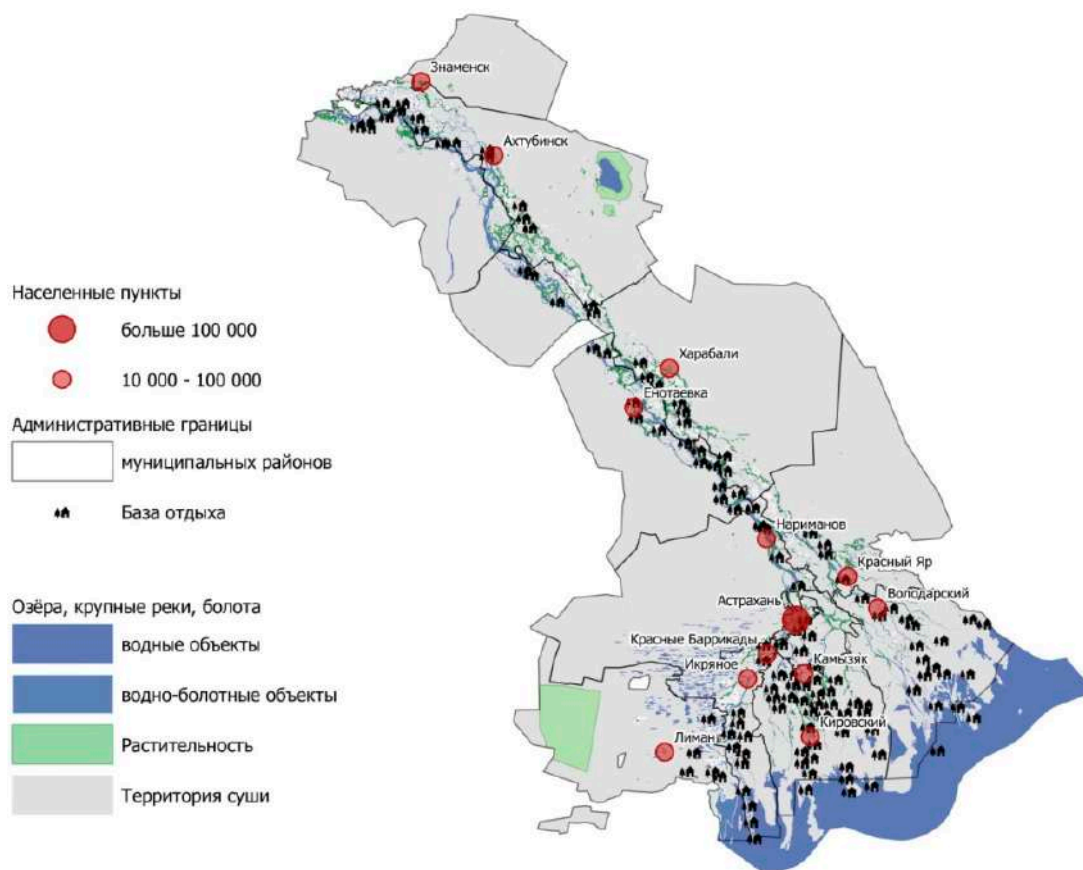 Знаменск
Ахтубинск
Населенные пункты
больше 100 000
10 000 - 100 000
Административные границы
муниципальных районов
База отдыха
Озёра, крупные реки, болота
водные объекты
водно-болотные объекты
Растительность
Территория суши
Харабали
Енотаевка
Нариманов
Красный Яр
Володарский
Астрахань
Красные Баррикады
Икряное
Камызяк
Кировский
Лиман